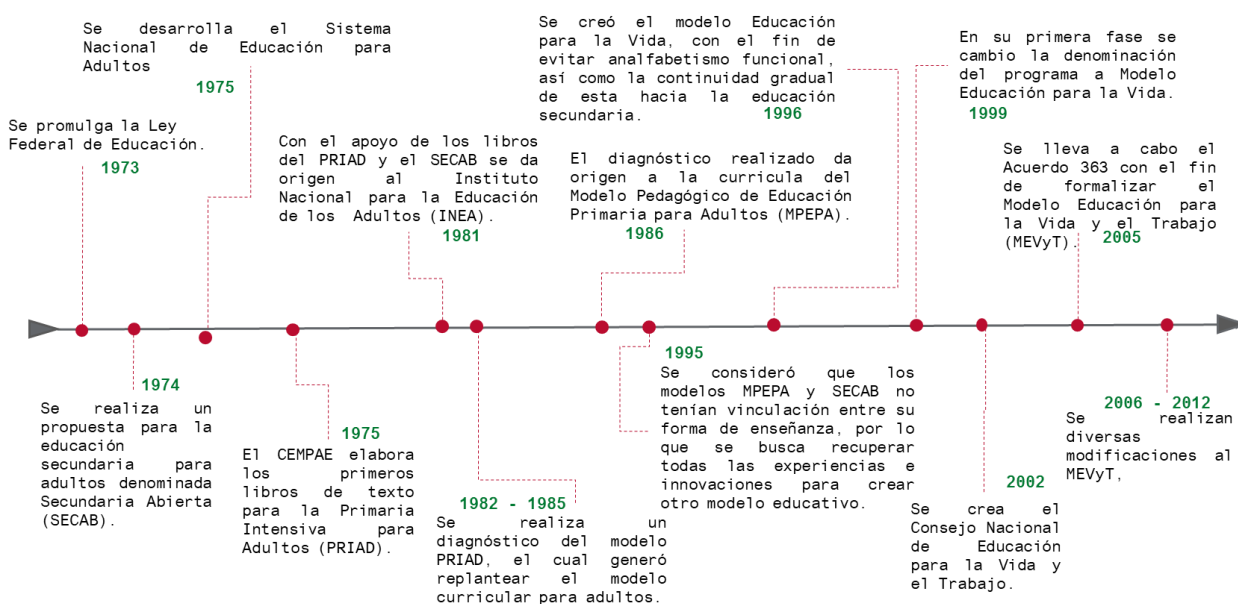 Se desarrolla el Sistema
Nacional de Educación para
Adultos
1975
Se promulga la Ley
Federal de Educación.
1973
Con el apoyo de los libros
del PRIAD y el SECAB se da
origen al Instituto
Nacional para la Educación
de los Adultos (INEA).
1981
Se creó el modelo Educación
para la Vida, con el fin de
evitar analfabetismo funcional,
así como la continuidad gradual
de esta hacia la educación
secundaria.
1996
El diagnóstico realizado da
origen a la curricula del
Modelo Pedagógico de Educación
Primaria para Adultos (MPEPA).
1986
En su primera fase se
cambio la denominación
del programa a Modelo
Educación para la Vida.
1999
Se lleva a cabo el
Acuerdo 363 con el fin
de formalizar el
Modelo Educación para
la Vida y el Trabajo
(MEVyT).
2005
1974
Se realiza un
propuesta para la
educación
secundaria para
adultos denominada
Secundaria Abierta
(SECAB).
1975
El CEMPAE elabora
los primeros
libros de texto
para la Primaria
Intensiva para
Adultos (PRIAD).
1982 - 1985
Se realiza un
diagnóstico del modelo
PRIAD, el cual generó
replantear el modelo
curricular para adultos.
1995
Se consideró que los
modelos MPEPA y SECAB no
tenían vinculación entre su
forma de enseñanza, por lo
que se busca recuperar
todas las experiencias e
innovaciones para crear
otro modelo educativo.
2002
Se crea el
Consejo Nacional
de Educación
para la Vida y
el Trabajo.
2006 - 2012
Se realizan
diversas
modificaciones al
MEVyT,